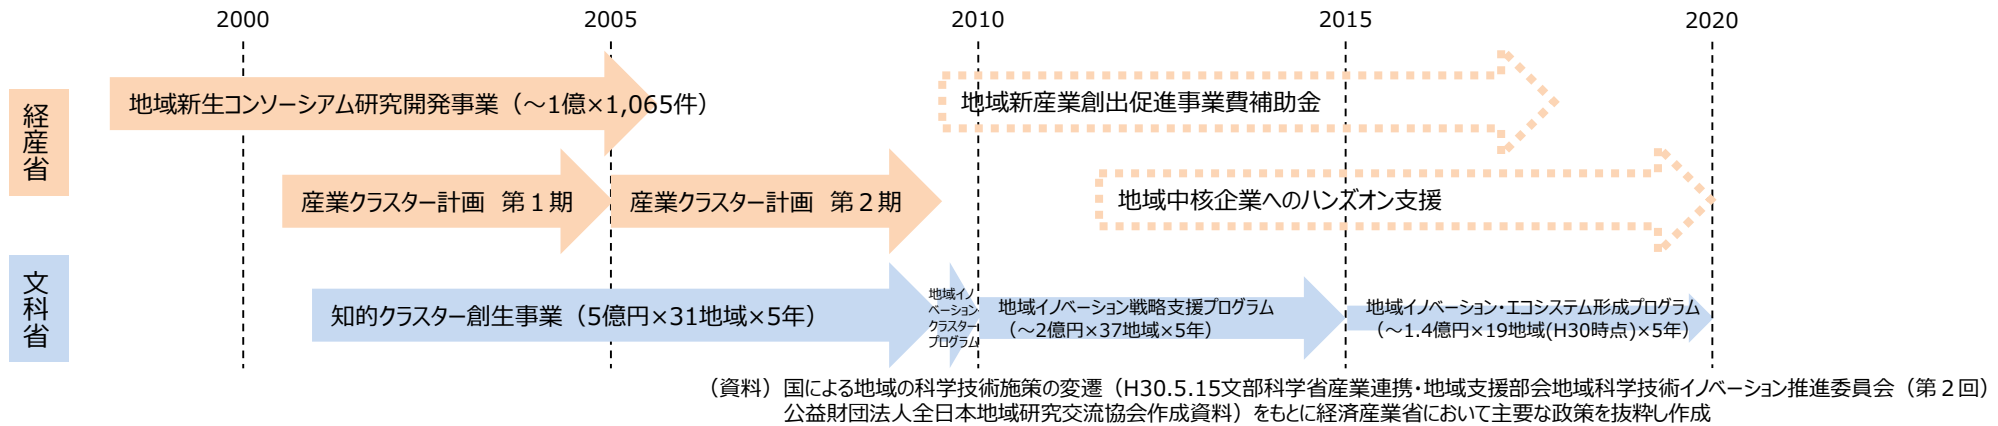 2000
2005
2010
2015
2020
経産省
地域新生コンソーシアム研究開発事業（～1億×1,065件）
地域新産業創出促進事業費補助金
産業クラスター計画　第１期
産業クラスター計画　第２期
地域中核企業へのハンズオン支援
文科省
知的クラスター創生事業（5億円×31地域×5年）
地域イノ
ベーション
クラスター
プログラム
地域イノベーション戦略支援プログラム
（～2億円×37地域×5年）
地域イノベーション・エコシステム形成プログラム
（～1.4億円×19地域(H30時点)×5年）
（資料）国による地域の科学技術施策の変遷（H30.5.15文部科学省産業連携・地域支援部会地域科学技術イノベーション推進委員会（第２回）
公益財団法人全日本地域研究交流協会作成資料）をもとに経済産業省において主要な政策を抜粋し作成